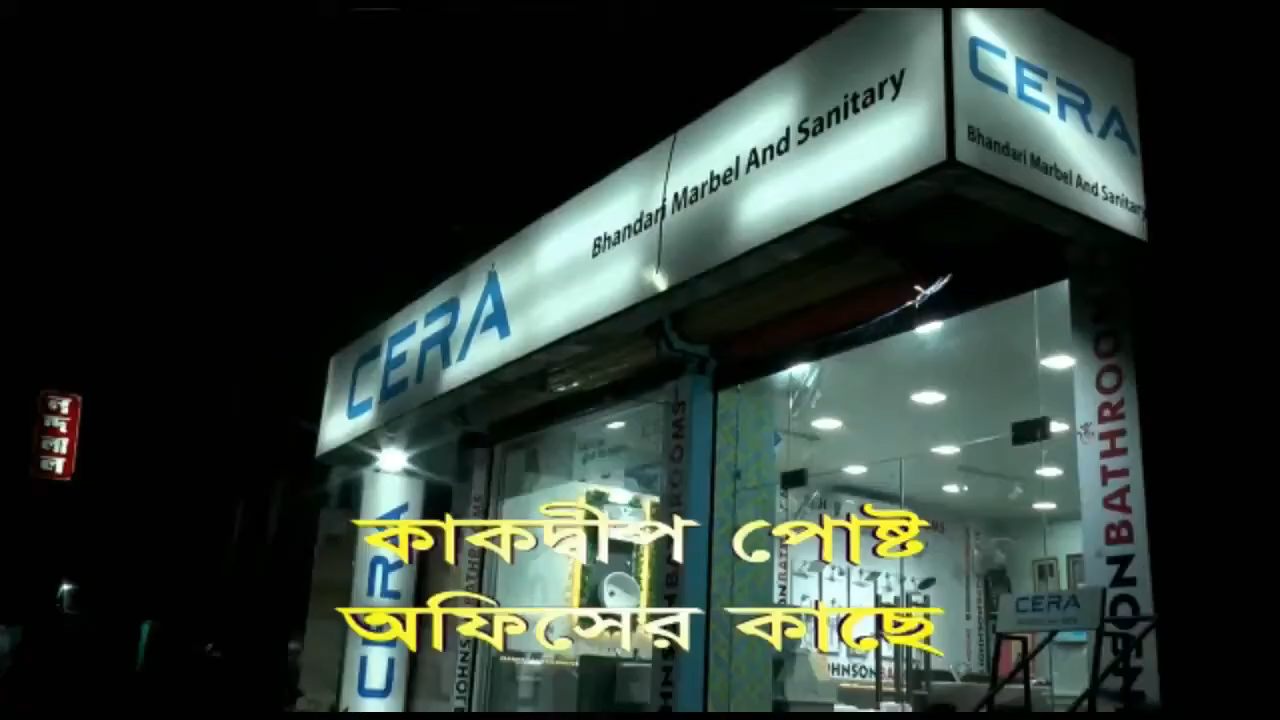 CERA
Bhandari Marbel And Sanitary
CERA
Bhandari Marbel And Sanitary
নন্দলাল
CERA
JOHNSON BATHROOMS
CERA
JOHNSON
কাকদ্বীপ পোষ্ট
অফিসের কাছে